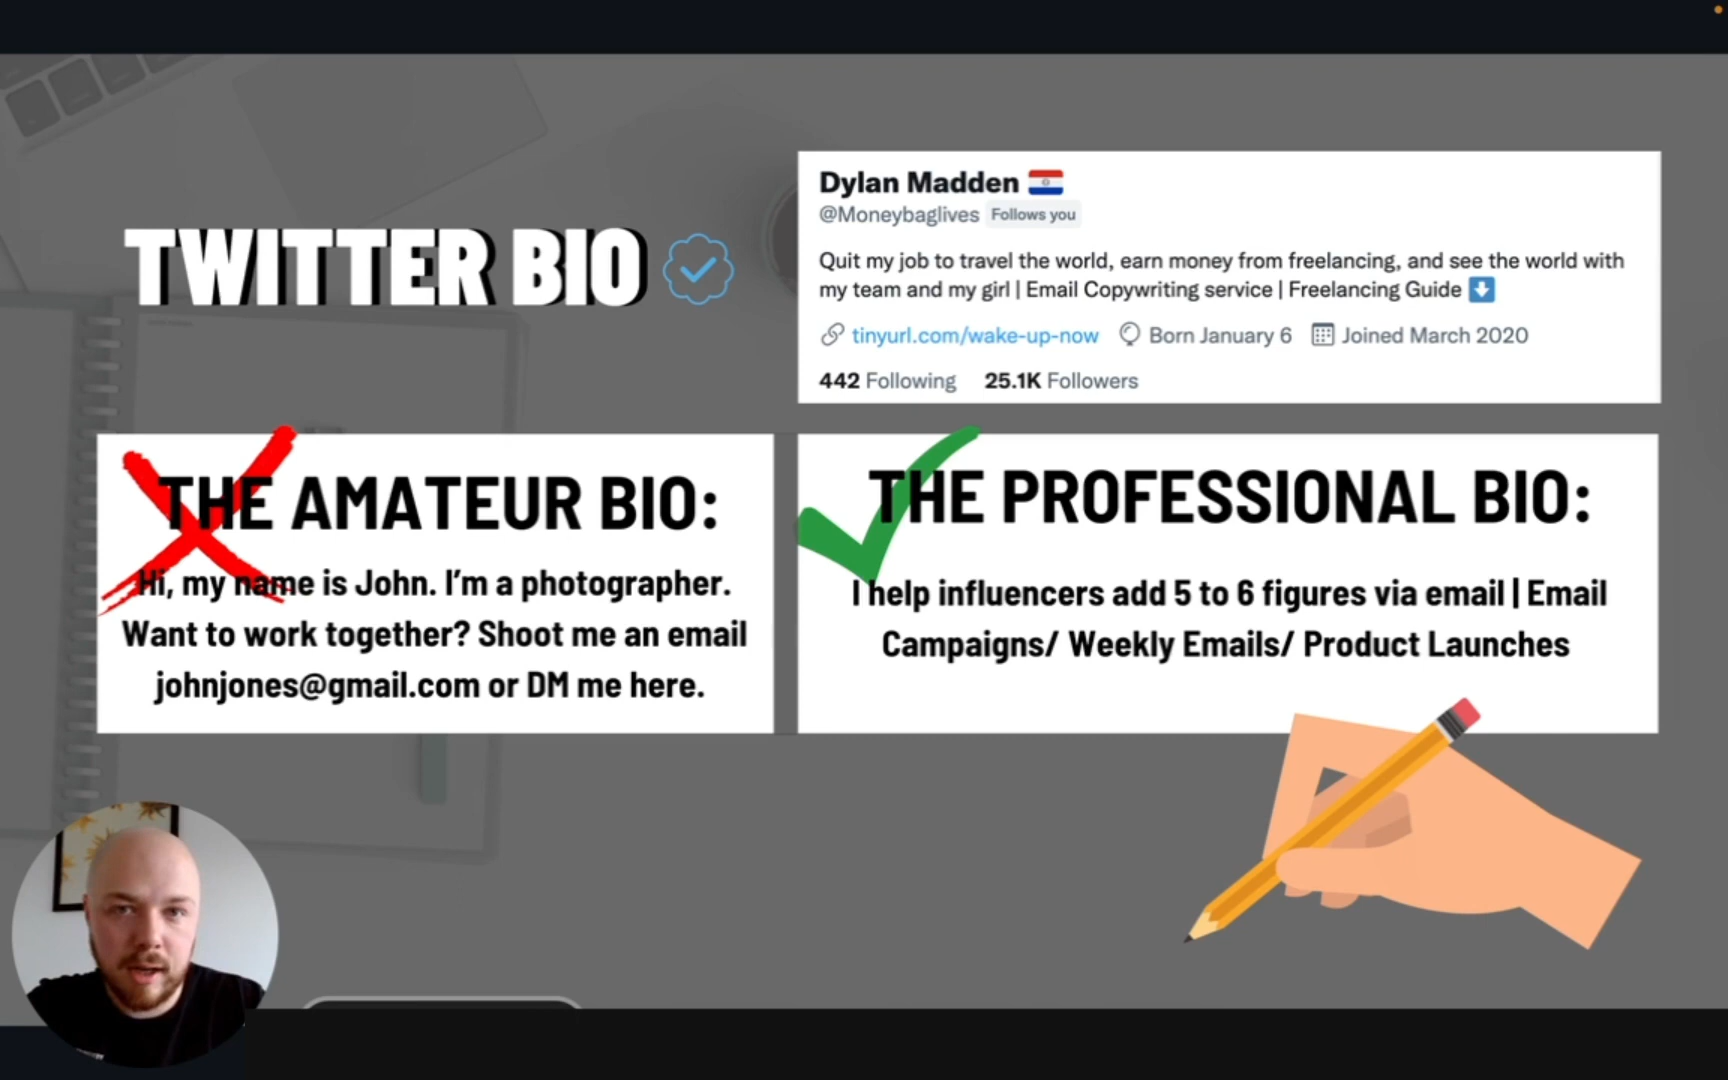 TWITTER BIO
Dylan Madden
@Moneybaglives Follows you
Quit my job to travel the world, earn money from freelancing, and see the world with
my team and my girl | Email Copywriting service | Freelancing Guide ⬇️
tinyurl.com/wake-up-now Born January 6 Joined March 2020
442 Following 25.1K Followers
THE AMATEUR BIO:
Hi, my name is John. I’m a photographer.
Want to work together? Shoot me an email
johnjones@gmail.com or DM me here.
THE PROFESSIONAL BIO:
I help influencers add 5 to 6 figures via email | Email
Campaigns/ Weekly Emails/ Product Launches